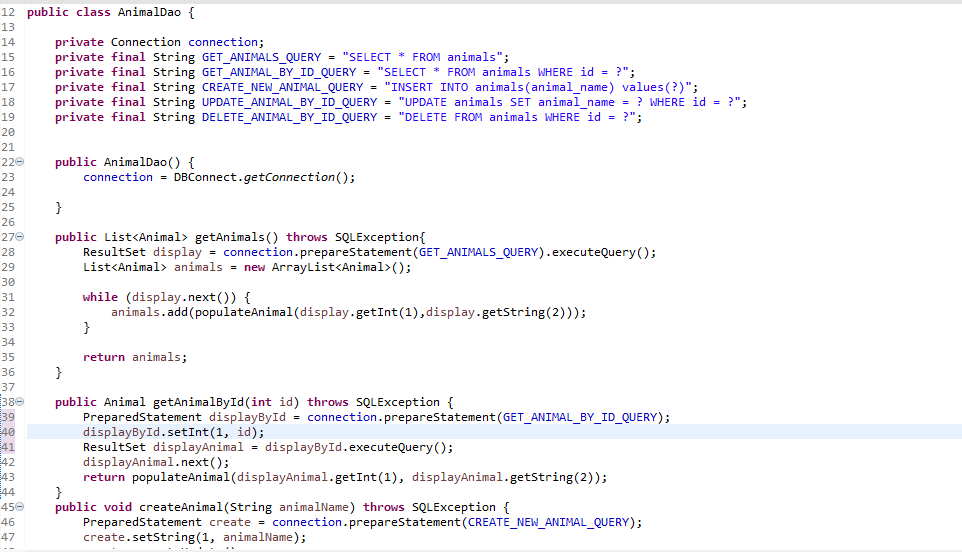 12 public class AnimalDao {
13
14     private Connection connection;
15     private final String GET_ANIMALS_QUERY = "SELECT * FROM animals";
16     private final String GET_ANIMAL_BY_ID_QUERY = "SELECT * FROM animals WHERE id = ?";
17     private final String CREATE_NEW_ANIMAL_QUERY = "INSERT INTO animals(animal_name) values(?)";
18     private final String UPDATE_ANIMAL_BY_ID_QUERY = "UPDATE animals SET animal_name = ? WHERE id = ?";
19     private final String DELETE_ANIMAL_BY_ID_QUERY = "DELETE FROM animals WHERE id = ?";
20
21
22     public AnimalDao() {
23         connection = DBConnect.getConnection();
24
25     }
26
27     public List<Animal> getAnimals() throws SQLException{
28         ResultSet display = connection.prepareStatement(GET_ANIMALS_QUERY).executeQuery();
29         List<Animal> animals = new ArrayList<Animal>();
30
31         while (display.next()) {
32             animals.add(populateAnimal(display.getInt(1),display.getString(2)));
33         }
34
35         return animals;
36     }
37
38     public Animal getAnimalById(int id) throws SQLException {
39         PreparedStatement displayById = connection.prepareStatement(GET_ANIMAL_BY_ID_QUERY);
40         displayById.setInt(1, id);
41         ResultSet displayAnimal = displayById.executeQuery();
42         displayAnimal.next();
43         return populateAnimal(displayAnimal.getInt(1), displayAnimal.getString(2));
44     }
45     public void createAnimal(String animalName) throws SQLException {
46         PreparedStatement create = connection.prepareStatement(CREATE_NEW_ANIMAL_QUERY);
47         create.setString(1, animalName);